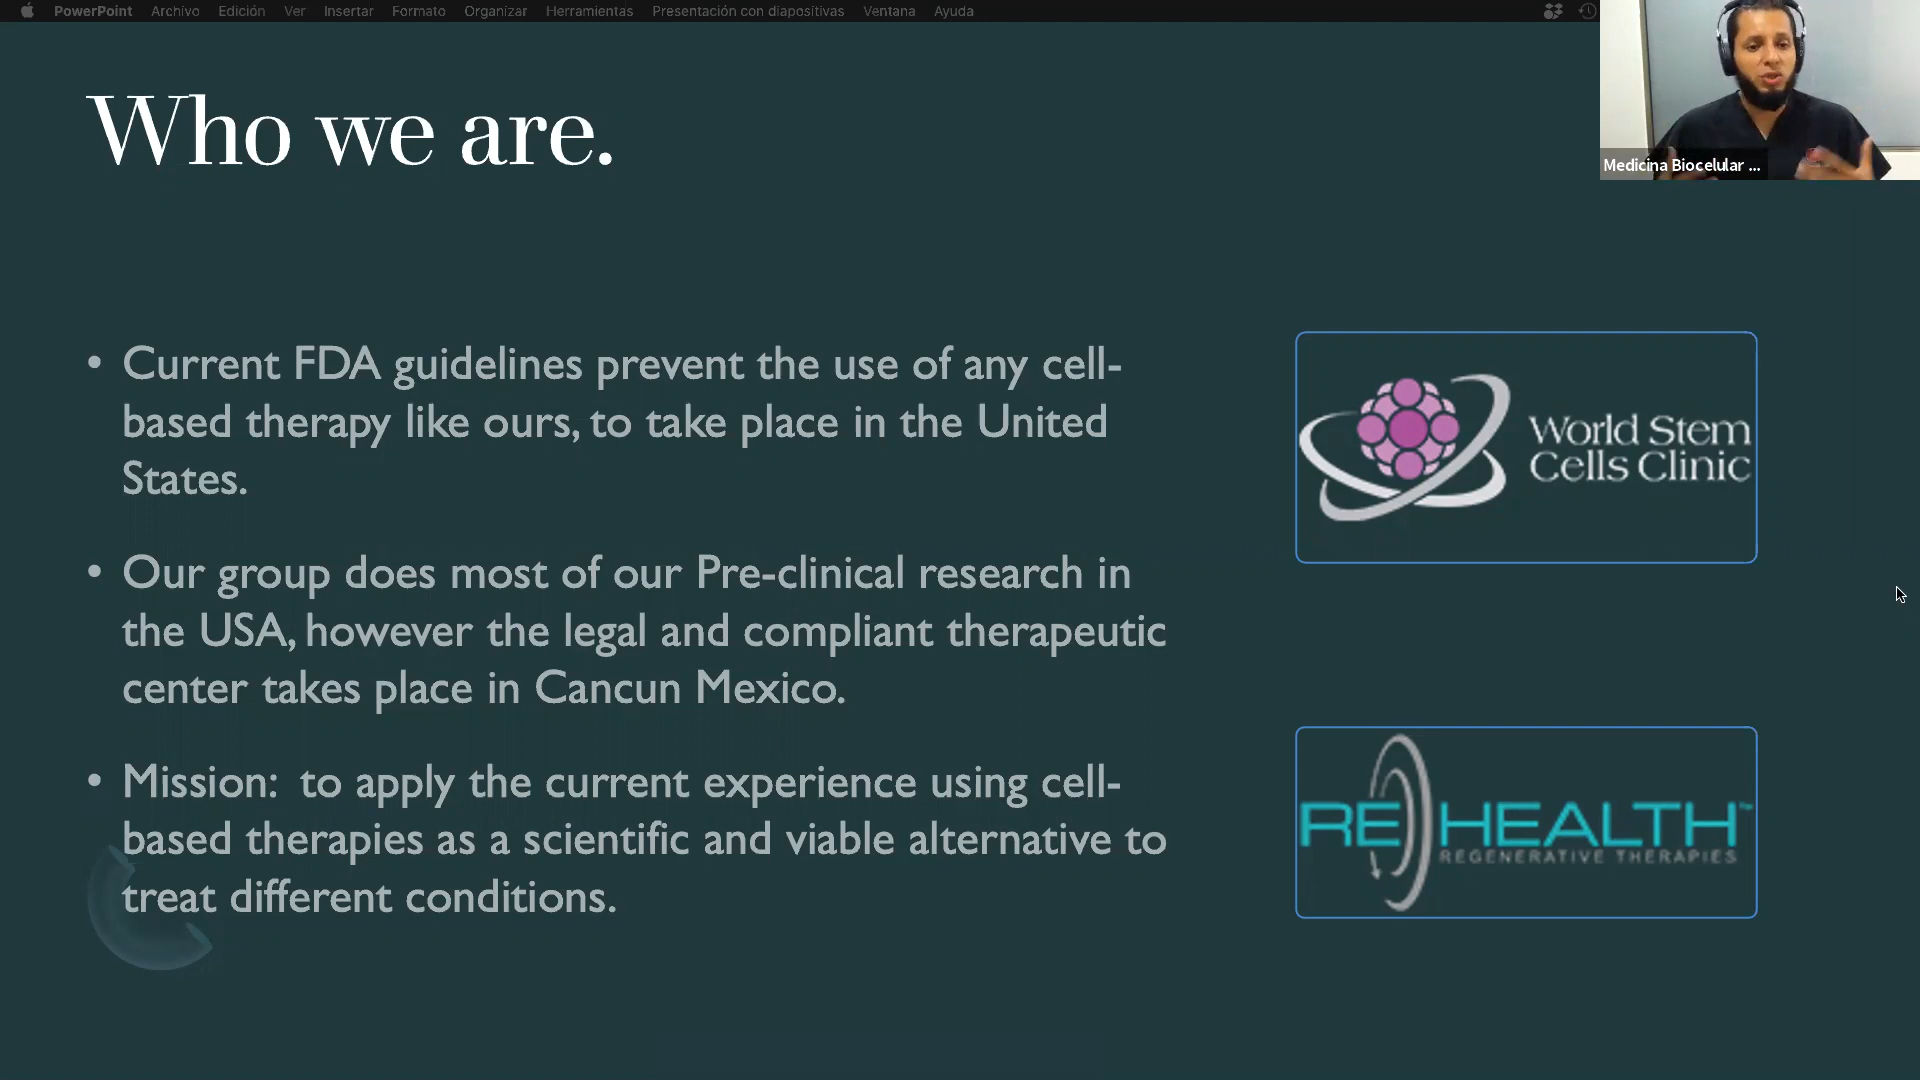 PowerPoint Archivo Edición Ver Insertar Formato Organizar Herramientas Presentación con diapositivas Ventana Ayuda
Who we are.
Medicina Biocelular ...
• Current FDA guidelines prevent the use of any cell-
based therapy like ours, to take place in the United
States.
• Our group does most of our Pre-clinical research in
the USA, however the legal and compliant therapeutic
center takes place in Cancun Mexico.
• Mission:  to apply the current experience using cell-
based therapies as a scientific and viable alternative to
treat different conditions.
World Stem
Cells Clinic
REHEALTH™
REGENERATIVE THERAPIES